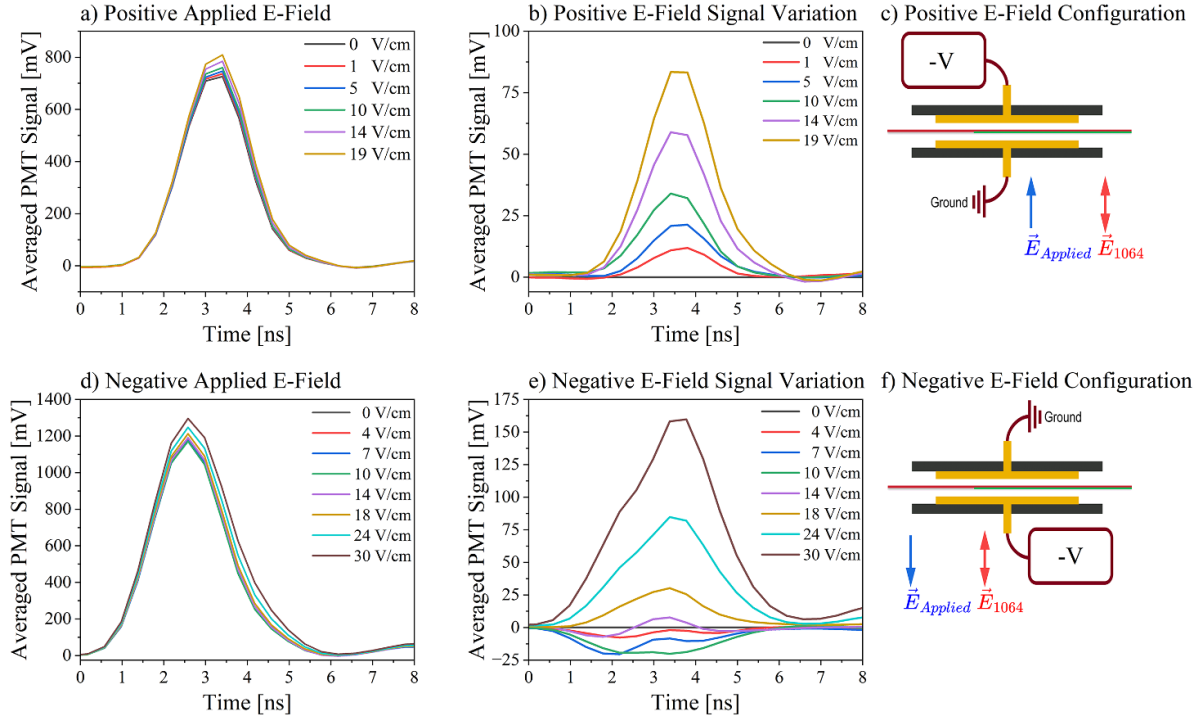 a) Positive Applied E-Field
Averaged PMT Signal [mV]
800
600
400
200
0
0 1 2 3 4 5 6 7 8
Time [ns]
0 V/cm
1 V/cm
5 V/cm
10 V/cm
14 V/cm
19 V/cm
b) Positive E-Field Signal Variation
Averaged PMT Signal [mV]
100
75
50
25
0
0 1 2 3 4 5 6 7 8
Time [ns]
0 V/cm
1 V/cm
5 V/cm
10 V/cm
14 V/cm
19 V/cm
c) Positive E-Field Configuration
-V
Ground
E⃗Applied E⃗1064
d) Negative Applied E-Field
Averaged PMT Signal [mV]
1400
1200
1000
800
600
400
200
0
0 1 2 3 4 5 6 7 8
Time [ns]
0 V/cm
4 V/cm
7 V/cm
10 V/cm
14 V/cm
18 V/cm
24 V/cm
30 V/cm
e) Negative E-Field Signal Variation
Averaged PMT Signal [mV]
175
150
125
100
75
50
25
0
−25
0 1 2 3 4 5 6 7 8
Time [ns]
0 V/cm
4 V/cm
7 V/cm
10 V/cm
14 V/cm
18 V/cm
24 V/cm
30 V/cm
f) Negative E-Field Configuration
Ground
-V
E⃗Applied E⃗1064